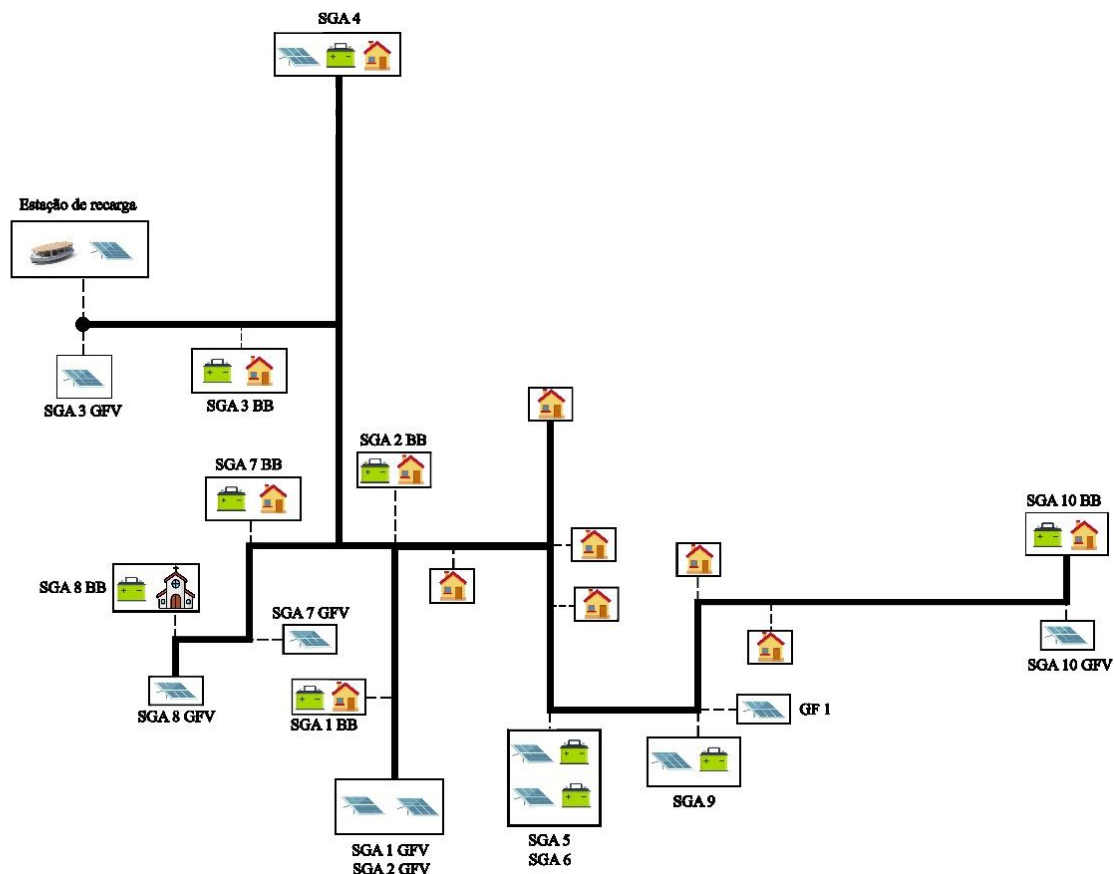 SGA 4
Estação de recarga
SGA 3 GFV
SGA 3 BB
SGA 2 BB
SGA 7 BB
SGA 10 BB
SGA 8 BB
SGA 7 GFV
SGA 10 GFV
SGA 8 GFV
SGA 1 BB
GF 1
SGA 9
SGA 5
SGA 6
SGA 1 GFV
SGA 2 GFV